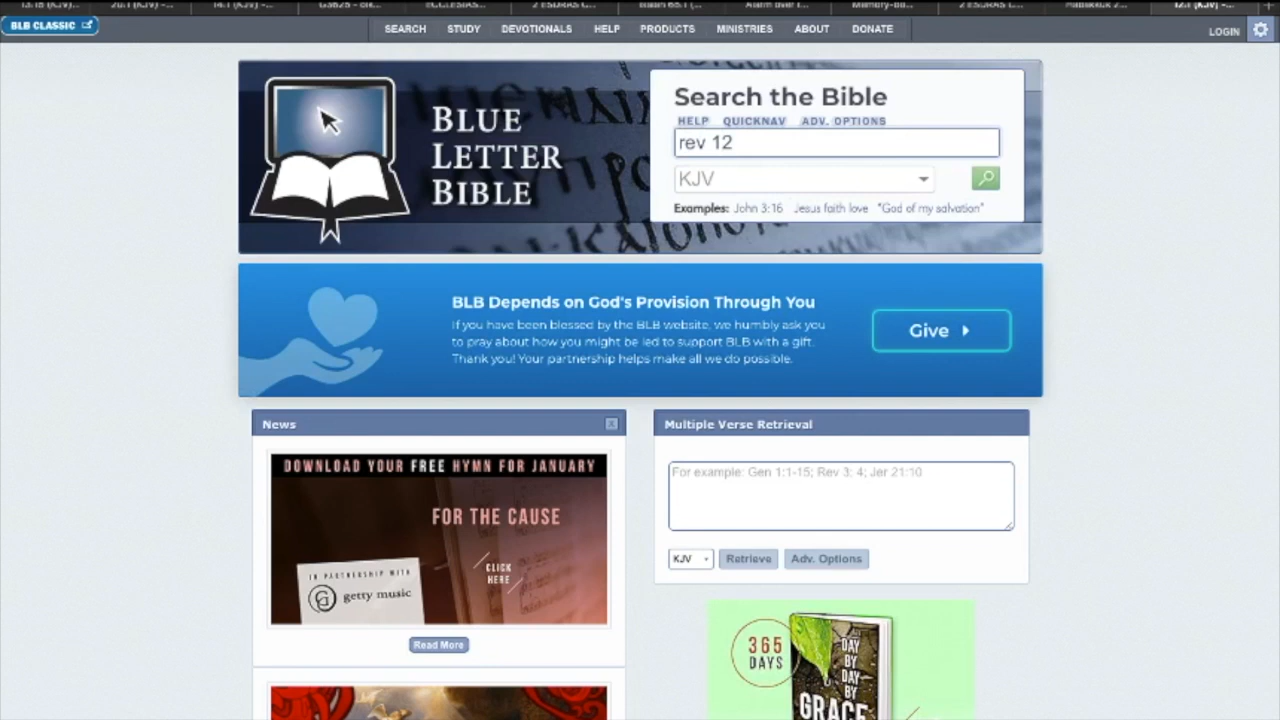 BLB CLASSIC
SEARCH STUDY DEVOTIONALS HELP PRODUCTS MINISTRIES ABOUT DONATE
LOGIN
BLUE
LETTER
BIBLE
Search the Bible
HELP QUICKNAV ADV. OPTIONS
rev 12
KJV
Examples: John 3:16 Jesus faith love "God of my salvation"
BLB Depends on God's Provision Through You
If you have been blessed by the BLB website, we humbly ask you
to pray about how you might be led to support BLB with a gift.
Thank you! Your partnership helps make all we do possible.
Give
News
x
DOWNLOAD YOUR FREE HYMN FOR JANUARY
FOR THE CAUSE
CLICK
HERE
IN PARTNERSHIP WITH
G getty music
Read More
Multiple Verse Retrieval
For example: Gen 1:1-15; Rev 3; 4; Jer 21:10
KJV Retrieve Adv. Options
365
DAYS
DAY
BY
DAY
BY
GRACE